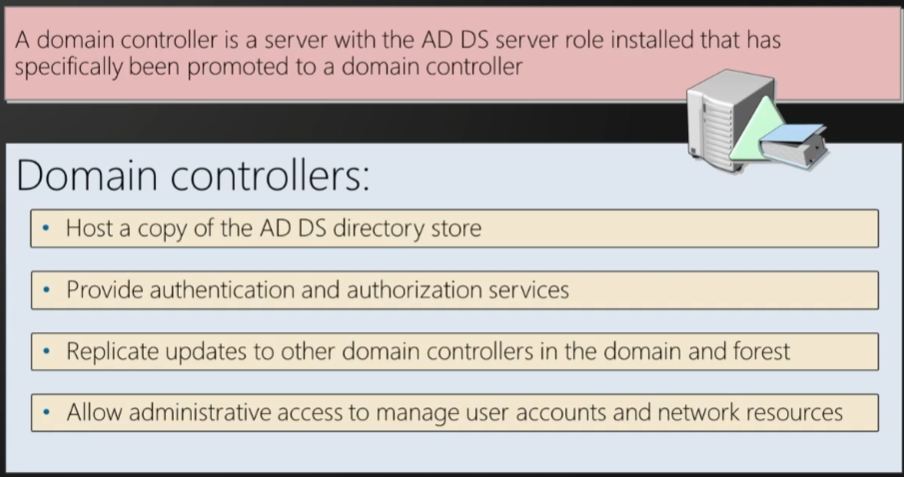 A domain controller is a server with the AD DS server role installed that has
specifically been promoted to a domain controller
Domain controllers:
• Host a copy of the AD DS directory store
• Provide authentication and authorization services
• Replicate updates to other domain controllers in the domain and forest
• Allow administrative access to manage user accounts and network resources